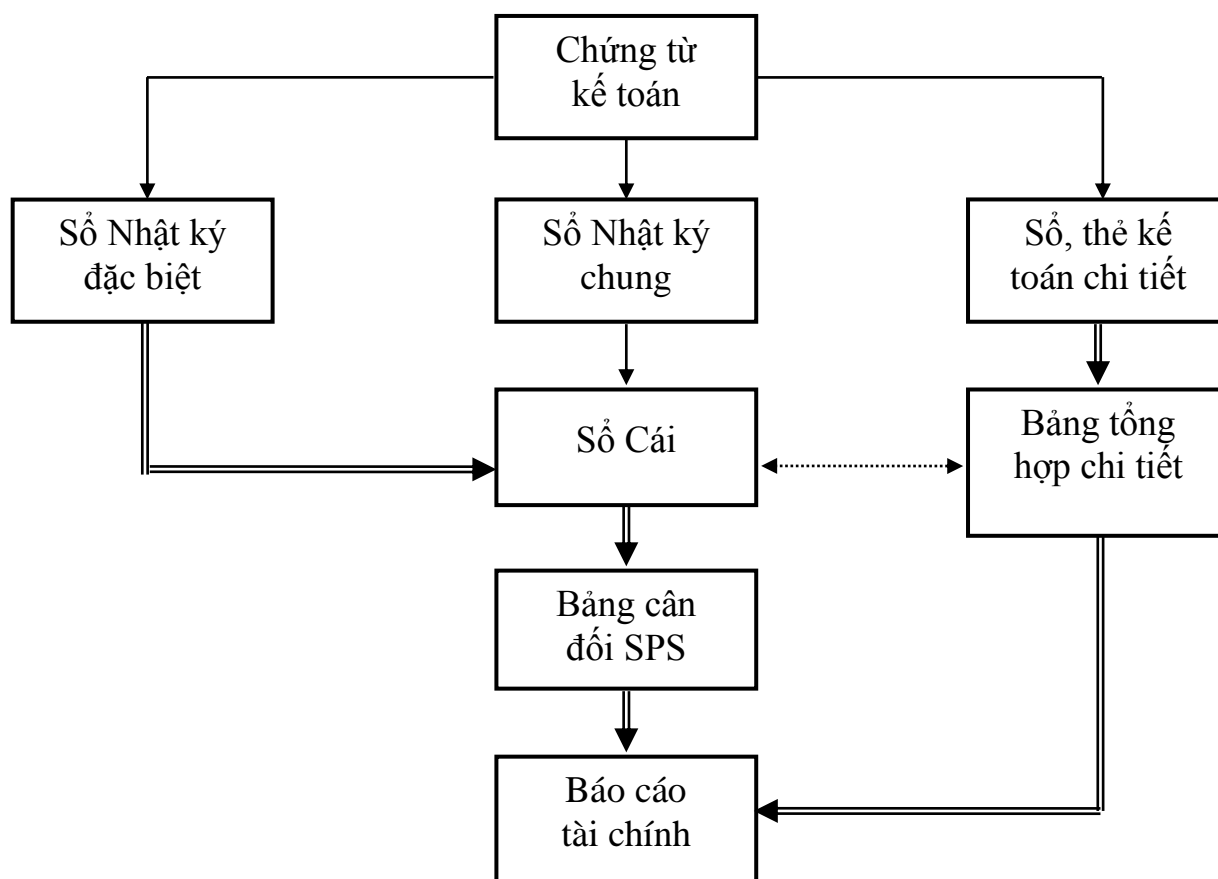 Chứng từ
kế toán
Sổ Nhật ký
đặc biệt
Sổ Nhật ký
chung
Sổ, thẻ kế
toán chi tiết
Sổ Cái
Bảng tổng
hợp chi tiết
Bảng cân
đối SPS
Báo cáo
tài chính